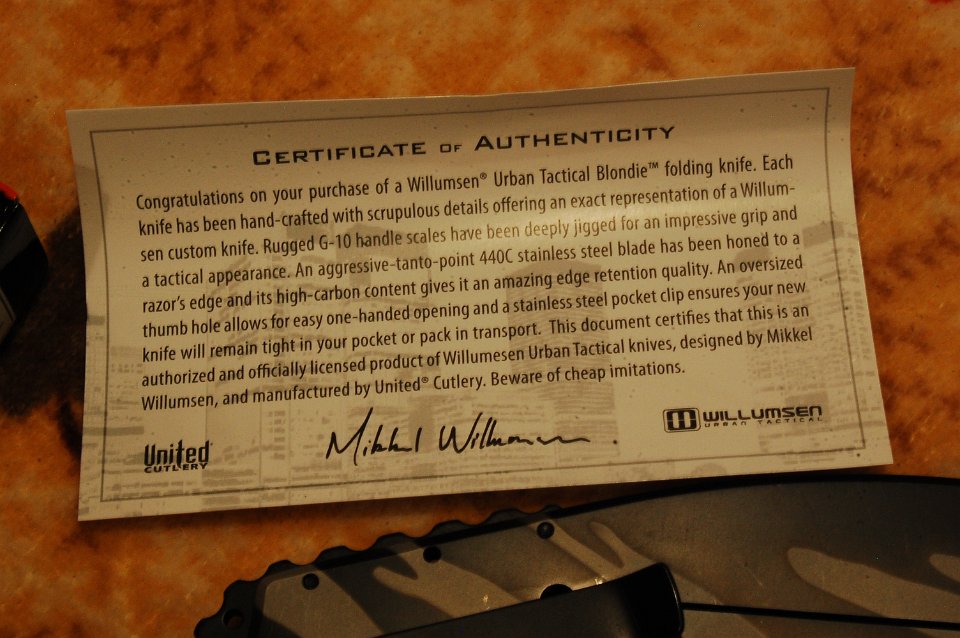 CERTIFICATE OF AUTHENTICITY
Congratulations on your purchase of a Willumsen® Urban Tactical Blondie™ folding knife. Each
knife has been hand-crafted with scrupulous details offering an exact representation of a Willum-
sen custom knife. Rugged G-10 handle scales have been deeply jigged for an impressive grip and
a tactical appearance. An aggressive-tanto-point 440C stainless steel blade has been honed to a
razor's edge and its high-carbon content gives it an amazing edge retention quality. An oversized
thumb hole allows for easy one-handed opening and a stainless steel pocket clip ensures your new
knife will remain tight in your pocket or pack in transport. This document certifies that this is an
authorized and officially licensed product of Willumesen Urban Tactical knives, designed by Mikkel
Willumsen, and manufactured by United® Cutlery. Beware of cheap imitations.
United
CUTLERY
Mikkel Willumsen
WILLUMSEN
URBAN TACTICAL